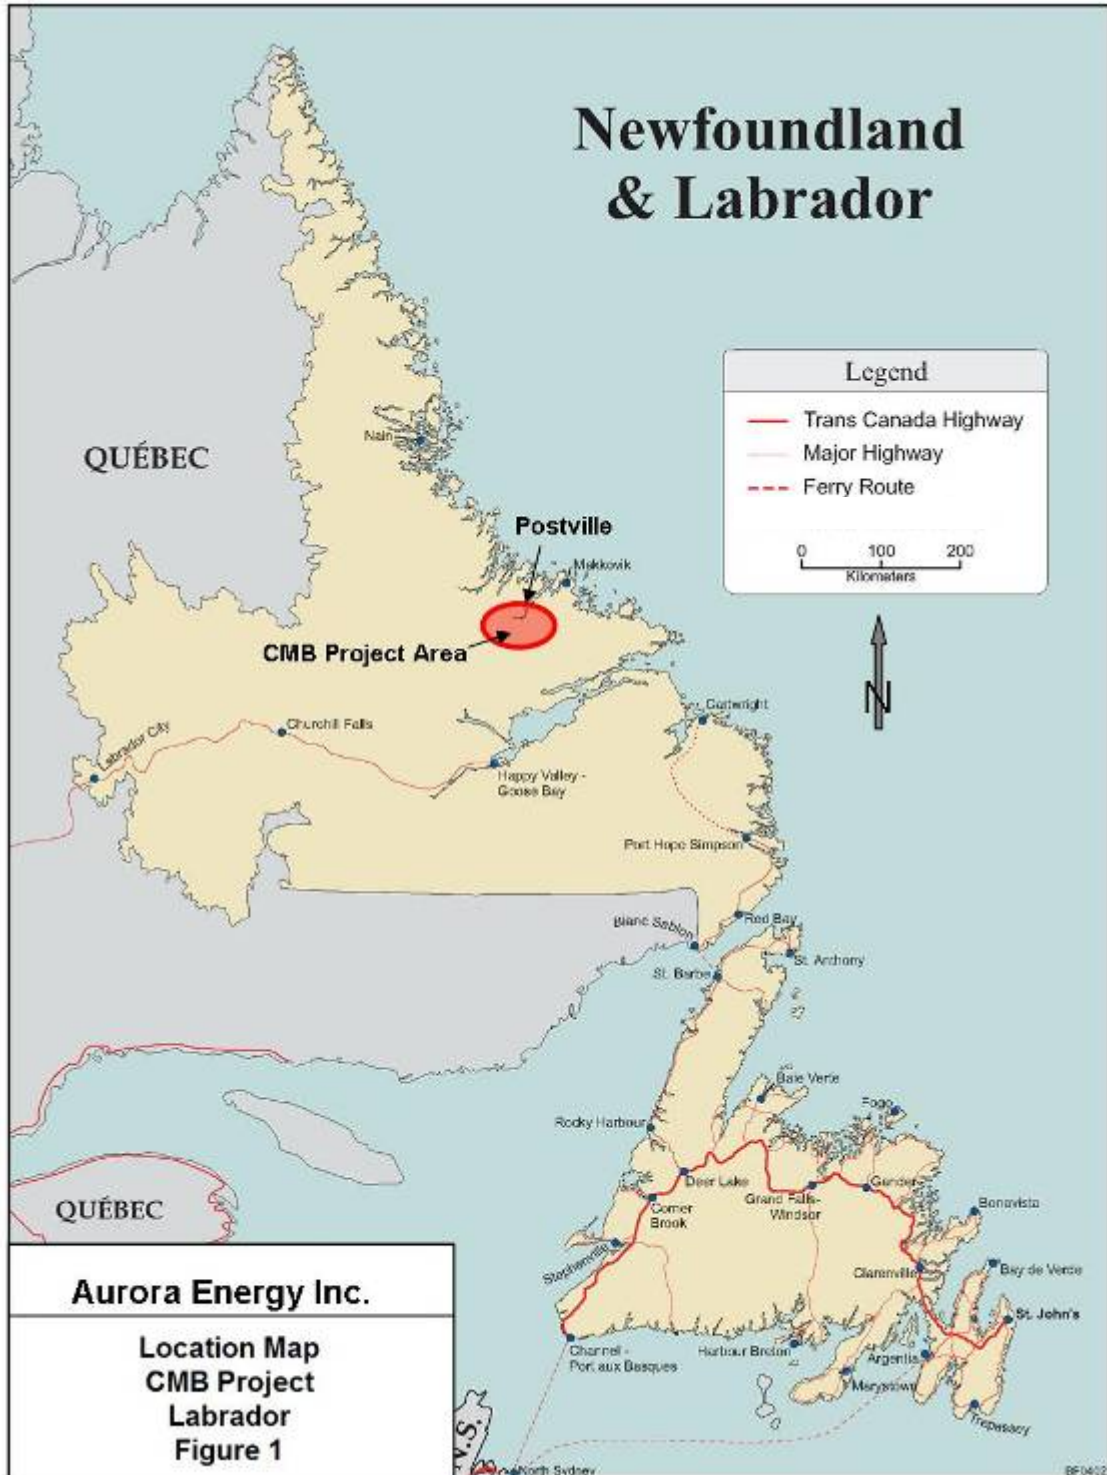 Newfoundland
& Labrador
Legend
Trans Canada Highway
Major Highway
Ferry Route
0 100 200
Kilometers
N
QUÉBEC
Nain
Postville
Makkovik
CMB Project Area
Cartwright
Churchill Falls
Labrador City
Happy Valley -
Goose Bay
Port Hope Simpson
Red Bay
Blanc Sablon
St. Anthony
St. Barbe
Baie Verte
Fogo
Rocky Harbour
Deer Lake
Grand Falls-
Windsor
Gander
Corner
Brook
Bonavista
QUÉBEC
Stephenville
Clarenville
Bay de Verde
St. John's
Channel -
Port aux Basques
Harbour Breton
Argentia
Marystown
Trepassey
N.S.
North Sydney
Aurora Energy Inc.
Location Map
CMB Project
Labrador
Figure 1